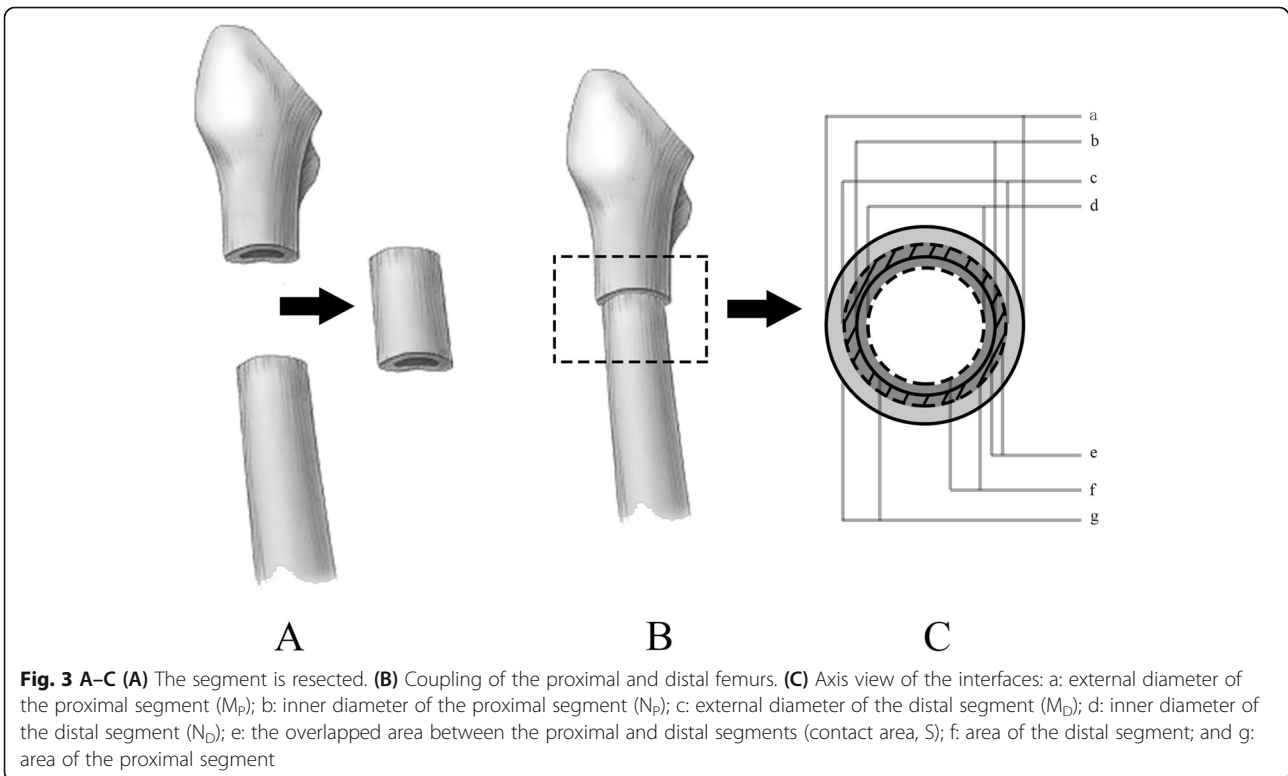 a
b
c
d
e
f
g
A
B
C
Fig. 3 A–C (A) The segment is resected. (B) Coupling of the proximal and distal femurs. (C) Axis view of the interfaces: a: external diameter of
the proximal segment (MP); b: inner diameter of the proximal segment (NP); c: external diameter of the distal segment (MD); d: inner diameter of
the distal segment (ND); e: the overlapped area between the proximal and distal segments (contact area, S); f: area of the distal segment; and g:
area of the proximal segment